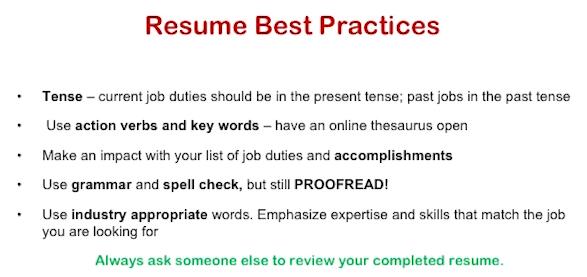 Resume Best Practices
• Tense – current job duties should be in the present tense; past jobs in the past tense
• Use action verbs and key words – have an online thesaurus open
• Make an impact with your list of job duties and accomplishments
• Use grammar and spell check, but still PROOFREAD!
• Use industry appropriate words. Emphasize expertise and skills that match the job
you are looking for
Always ask someone else to review your completed resume.